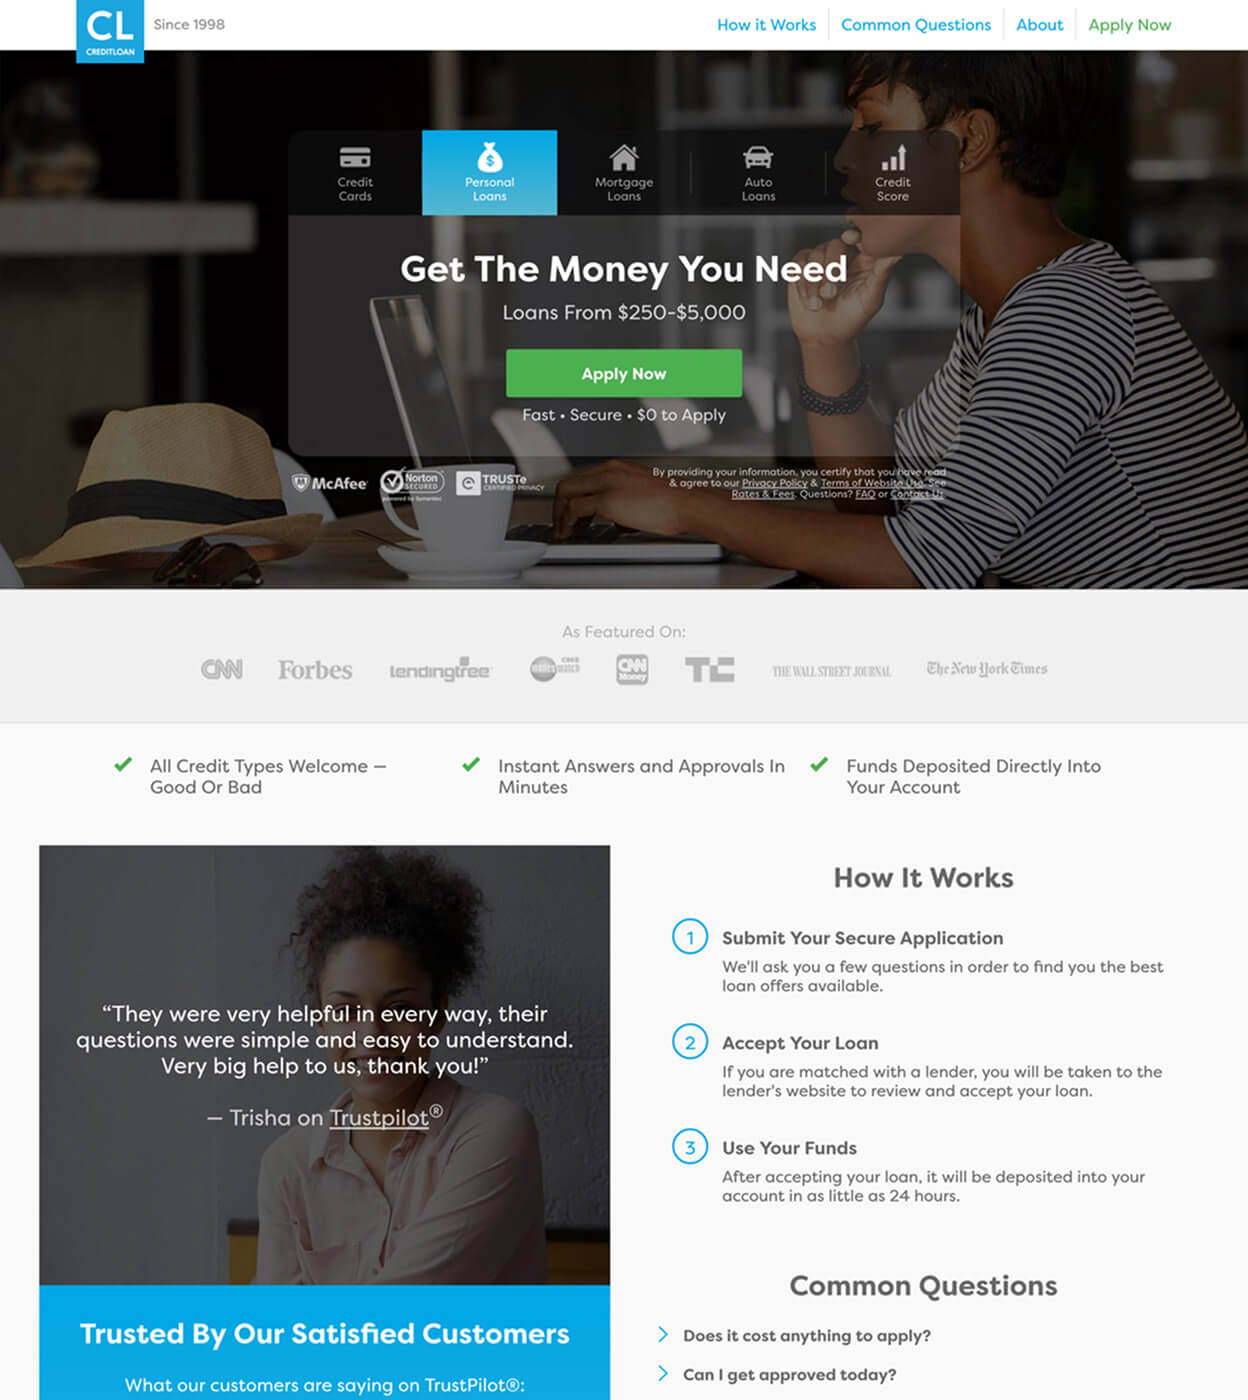 CL
CREDITLOAN
Since 1998
How it Works
Common Questions
About
Apply Now
Credit
Cards
Personal
Loans
Mortgage
Loans
Auto
Loans
Credit
Score
Get The Money You Need
Loans From $250-$5,000
Apply Now
Fast • Secure • $0 to Apply
McAfee
Norton
SECURED
powered by Symantec
TRUSTe
CERTIFIED PRIVACY
By providing your information, you certify that you have read
& agree to our Privacy Policy & Terms of Website Use. See
Rates & Fees. Questions? FAQ or Contact Us.
As Featured On:
CNN
Forbes
lendingtree
CNN
Money
TC
THE WALL STREET JOURNAL
The New York Times
All Credit Types Welcome –
Good Or Bad
Instant Answers and Approvals In
Minutes
Funds Deposited Directly Into
Your Account
“They were very helpful in every way, their
questions were simple and easy to understand.
Very big help to us, thank you!”
– Trisha on Trustpilot®
Trusted By Our Satisfied Customers
What our customers are saying on TrustPilot®:
How It Works
1 Submit Your Secure Application
We'll ask you a few questions in order to find you the best
loan offers available.
2 Accept Your Loan
If you are matched with a lender, you will be taken to the
lender's website to review and accept your loan.
3 Use Your Funds
After accepting your loan, it will be deposited into your
account in as little as 24 hours.
Common Questions
Does it cost anything to apply?
Can I get approved today?